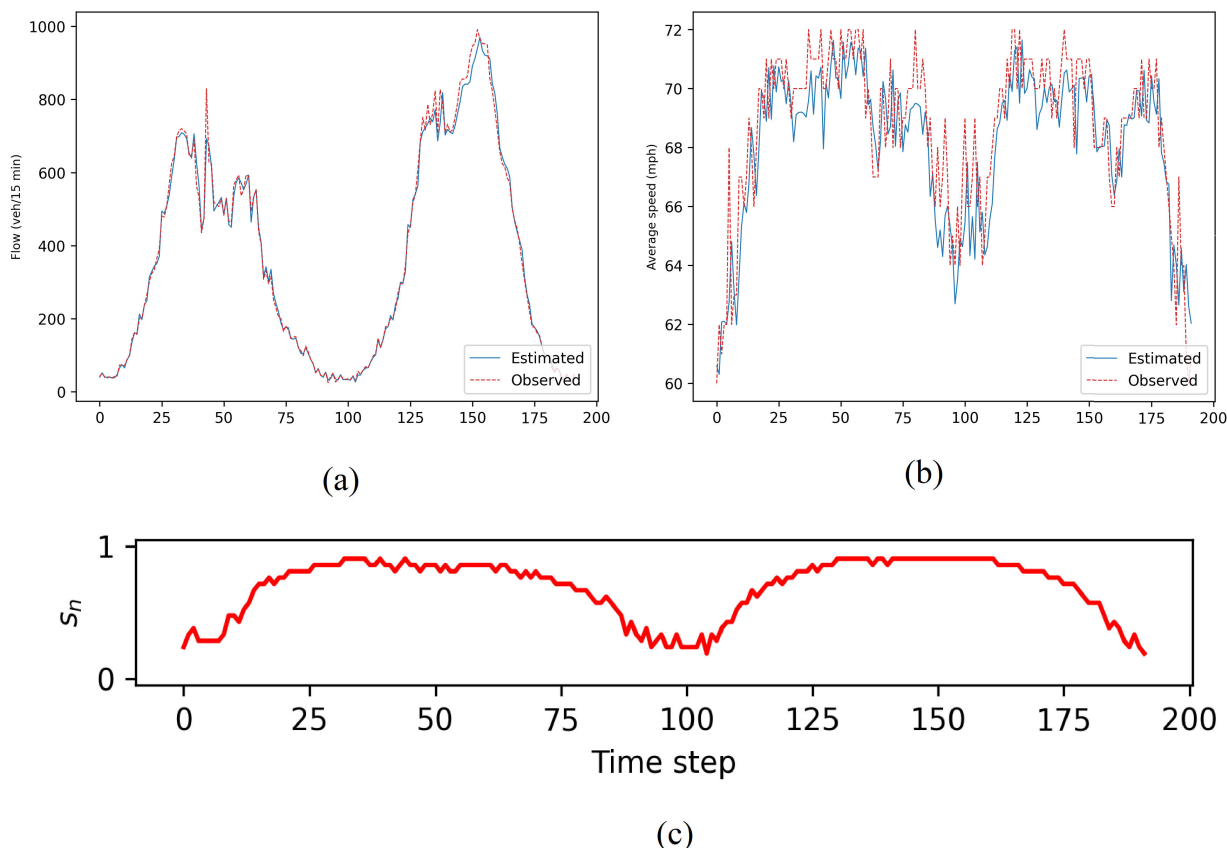 1000
800
600
400
200
0
Flow (veh/15 min)
Estimated
Observed
0 25 50 75 100 125 150 175 200
(a)
72
70
68
66
64
62
60
Average speed (mph)
Estimated
Observed
0 25 50 75 100 125 150 175 200
(b)
1
0
sn
0 25 50 75 100 125 150 175 200
Time step
(c)